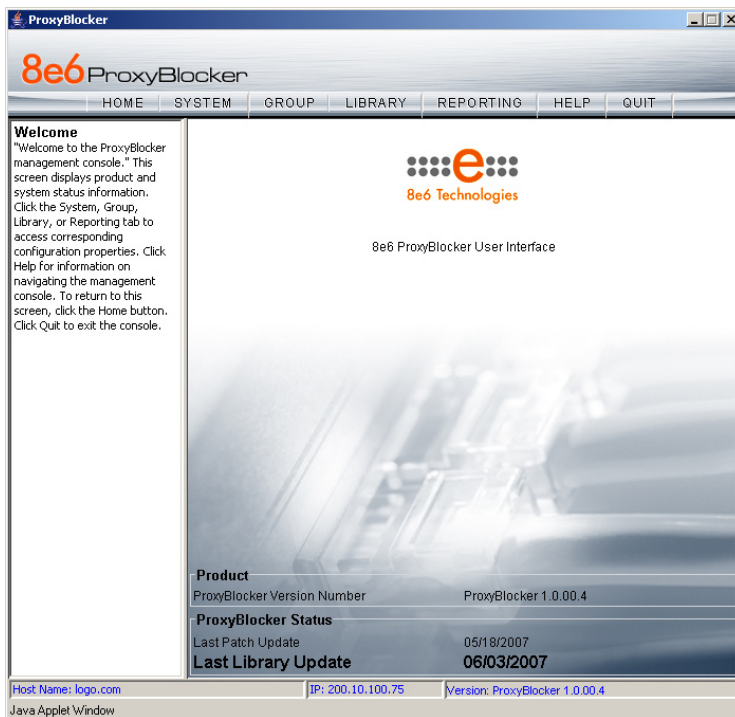 ProxyBlocker
8e6 ProxyBlocker
HOME SYSTEM GROUP LIBRARY REPORTING HELP QUIT
Welcome
"Welcome to the ProxyBlocker
management console." This
screen displays product and
system status information.
Click the System, Group,
Library, or Reporting tab to
access corresponding
configuration properties. Click
Help for information on
navigating the management
console. To return to this
screen, click the Home button.
Click Quit to exit the console.
e
8e6 Technologies
8e6 ProxyBlocker User Interface
Product
ProxyBlocker Version Number ProxyBlocker 1.0.00.4
ProxyBlocker Status
Last Patch Update 05/18/2007
Last Library Update 06/03/2007
Host Name: logo.com IP: 200.10.100.75 Version: ProxyBlocker 1.0.00.4
Java Applet Window